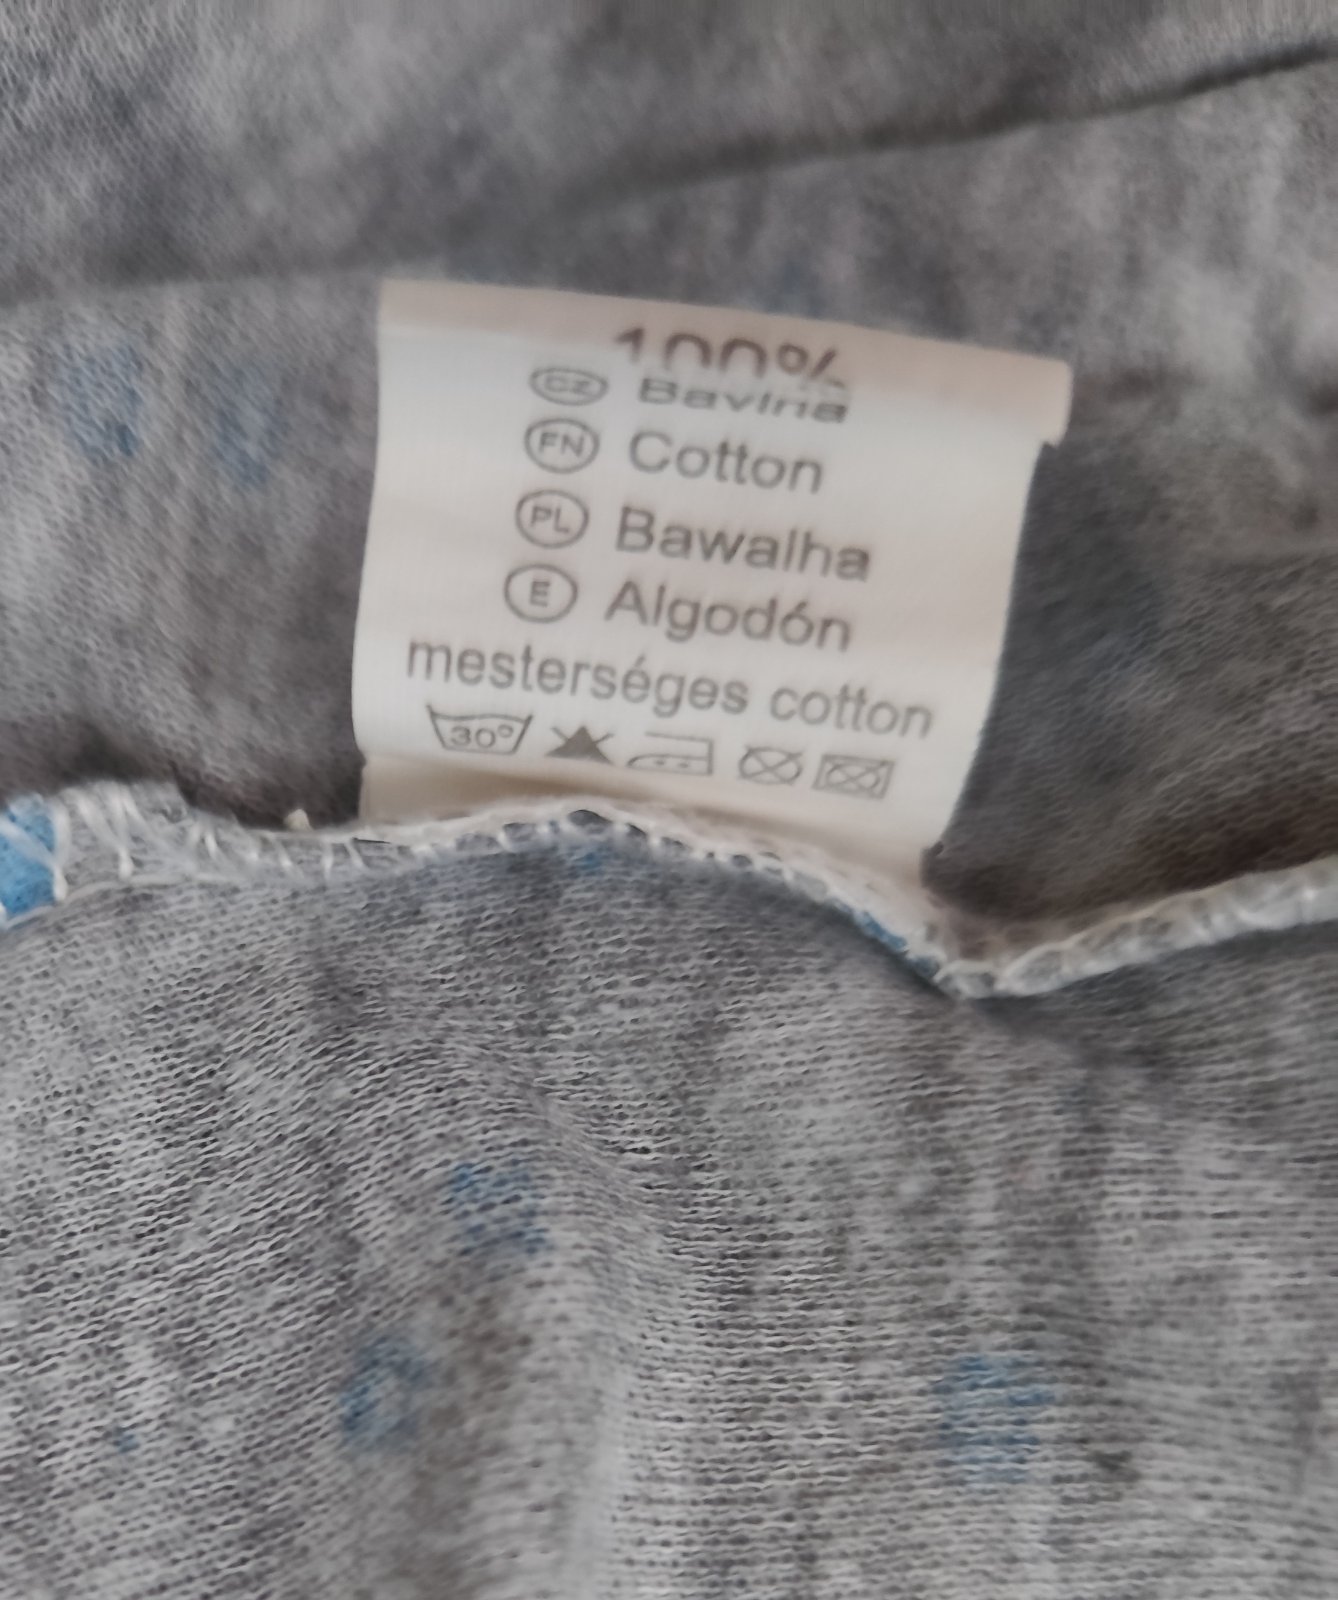 100%
CZ Bavlna
FN Cotton
PL Bawalha
E Algodón
mesterséges cotton
30°